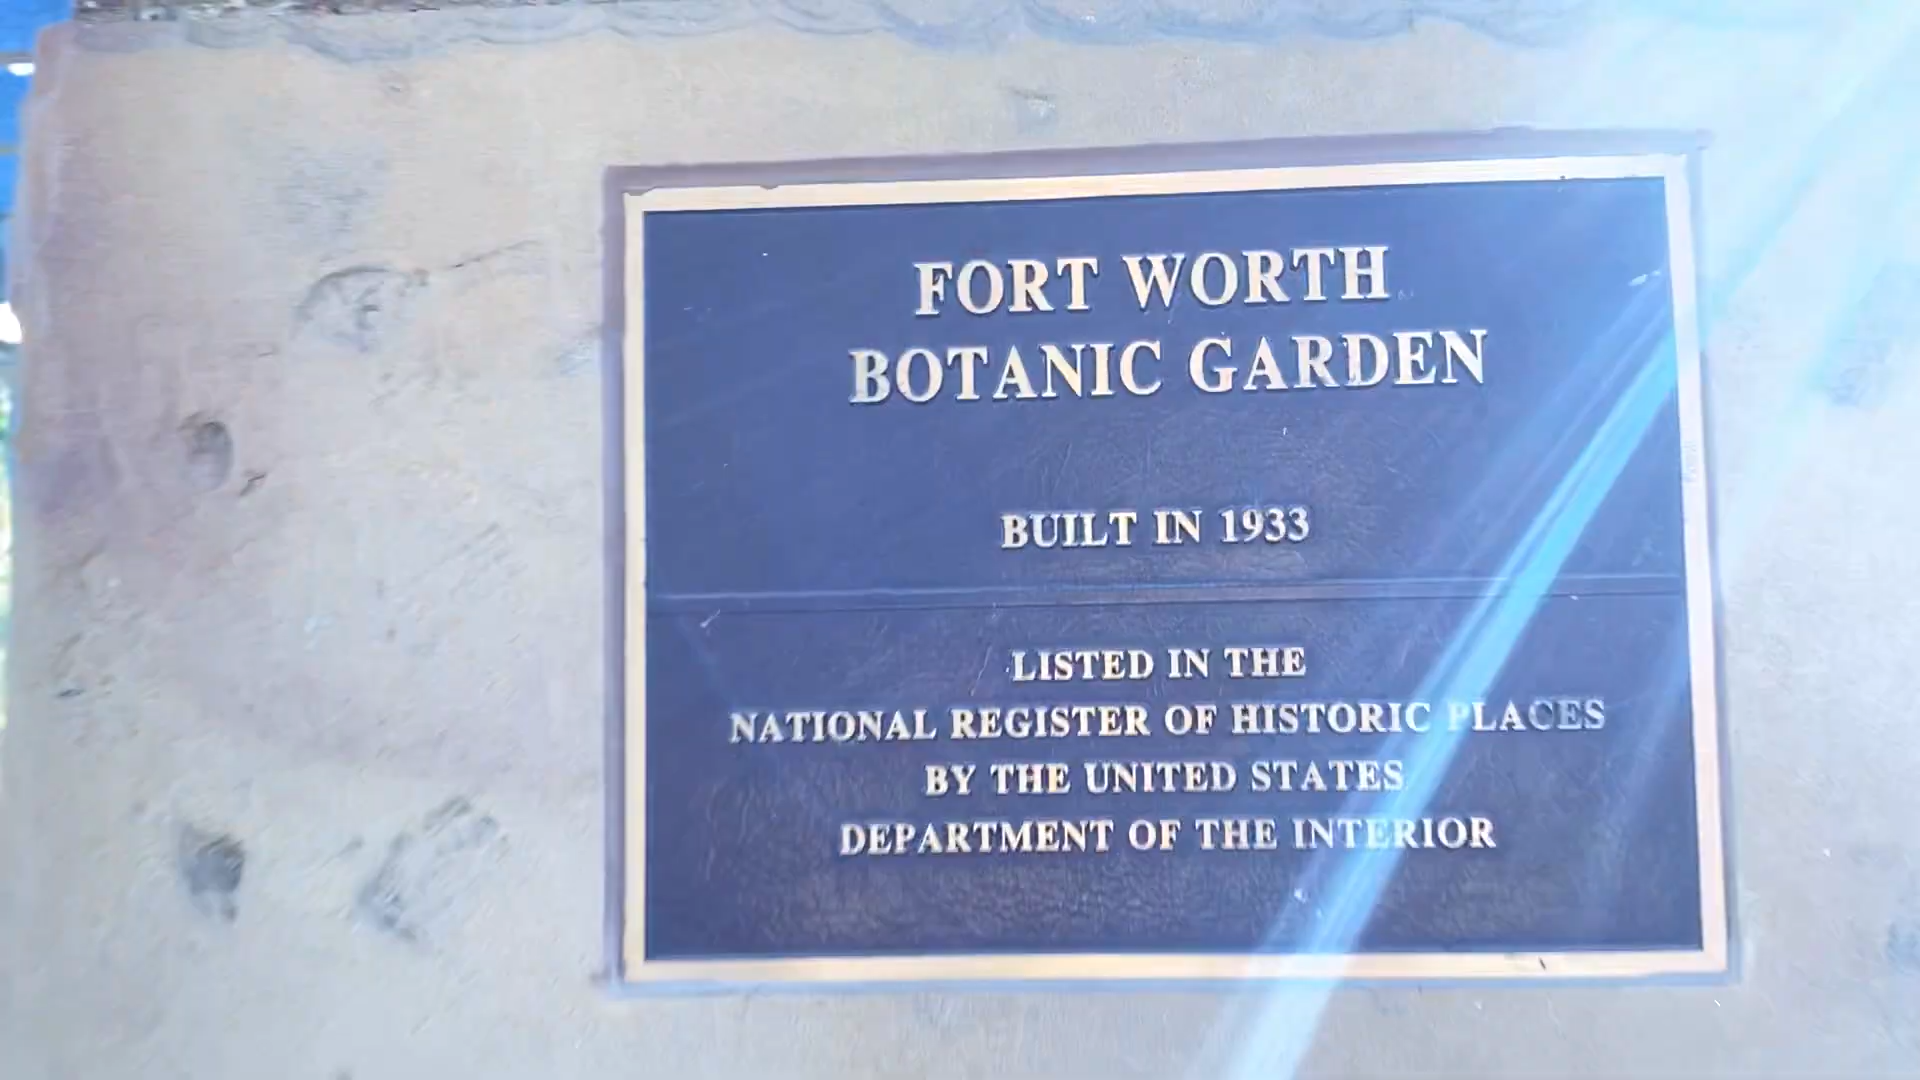 FORT WORTH
BOTANIC GARDEN
BUILT IN 1933
LISTED IN THE
NATIONAL REGISTER OF HISTORIC PLACES
BY THE UNITED STATES
DEPARTMENT OF THE INTERIOR